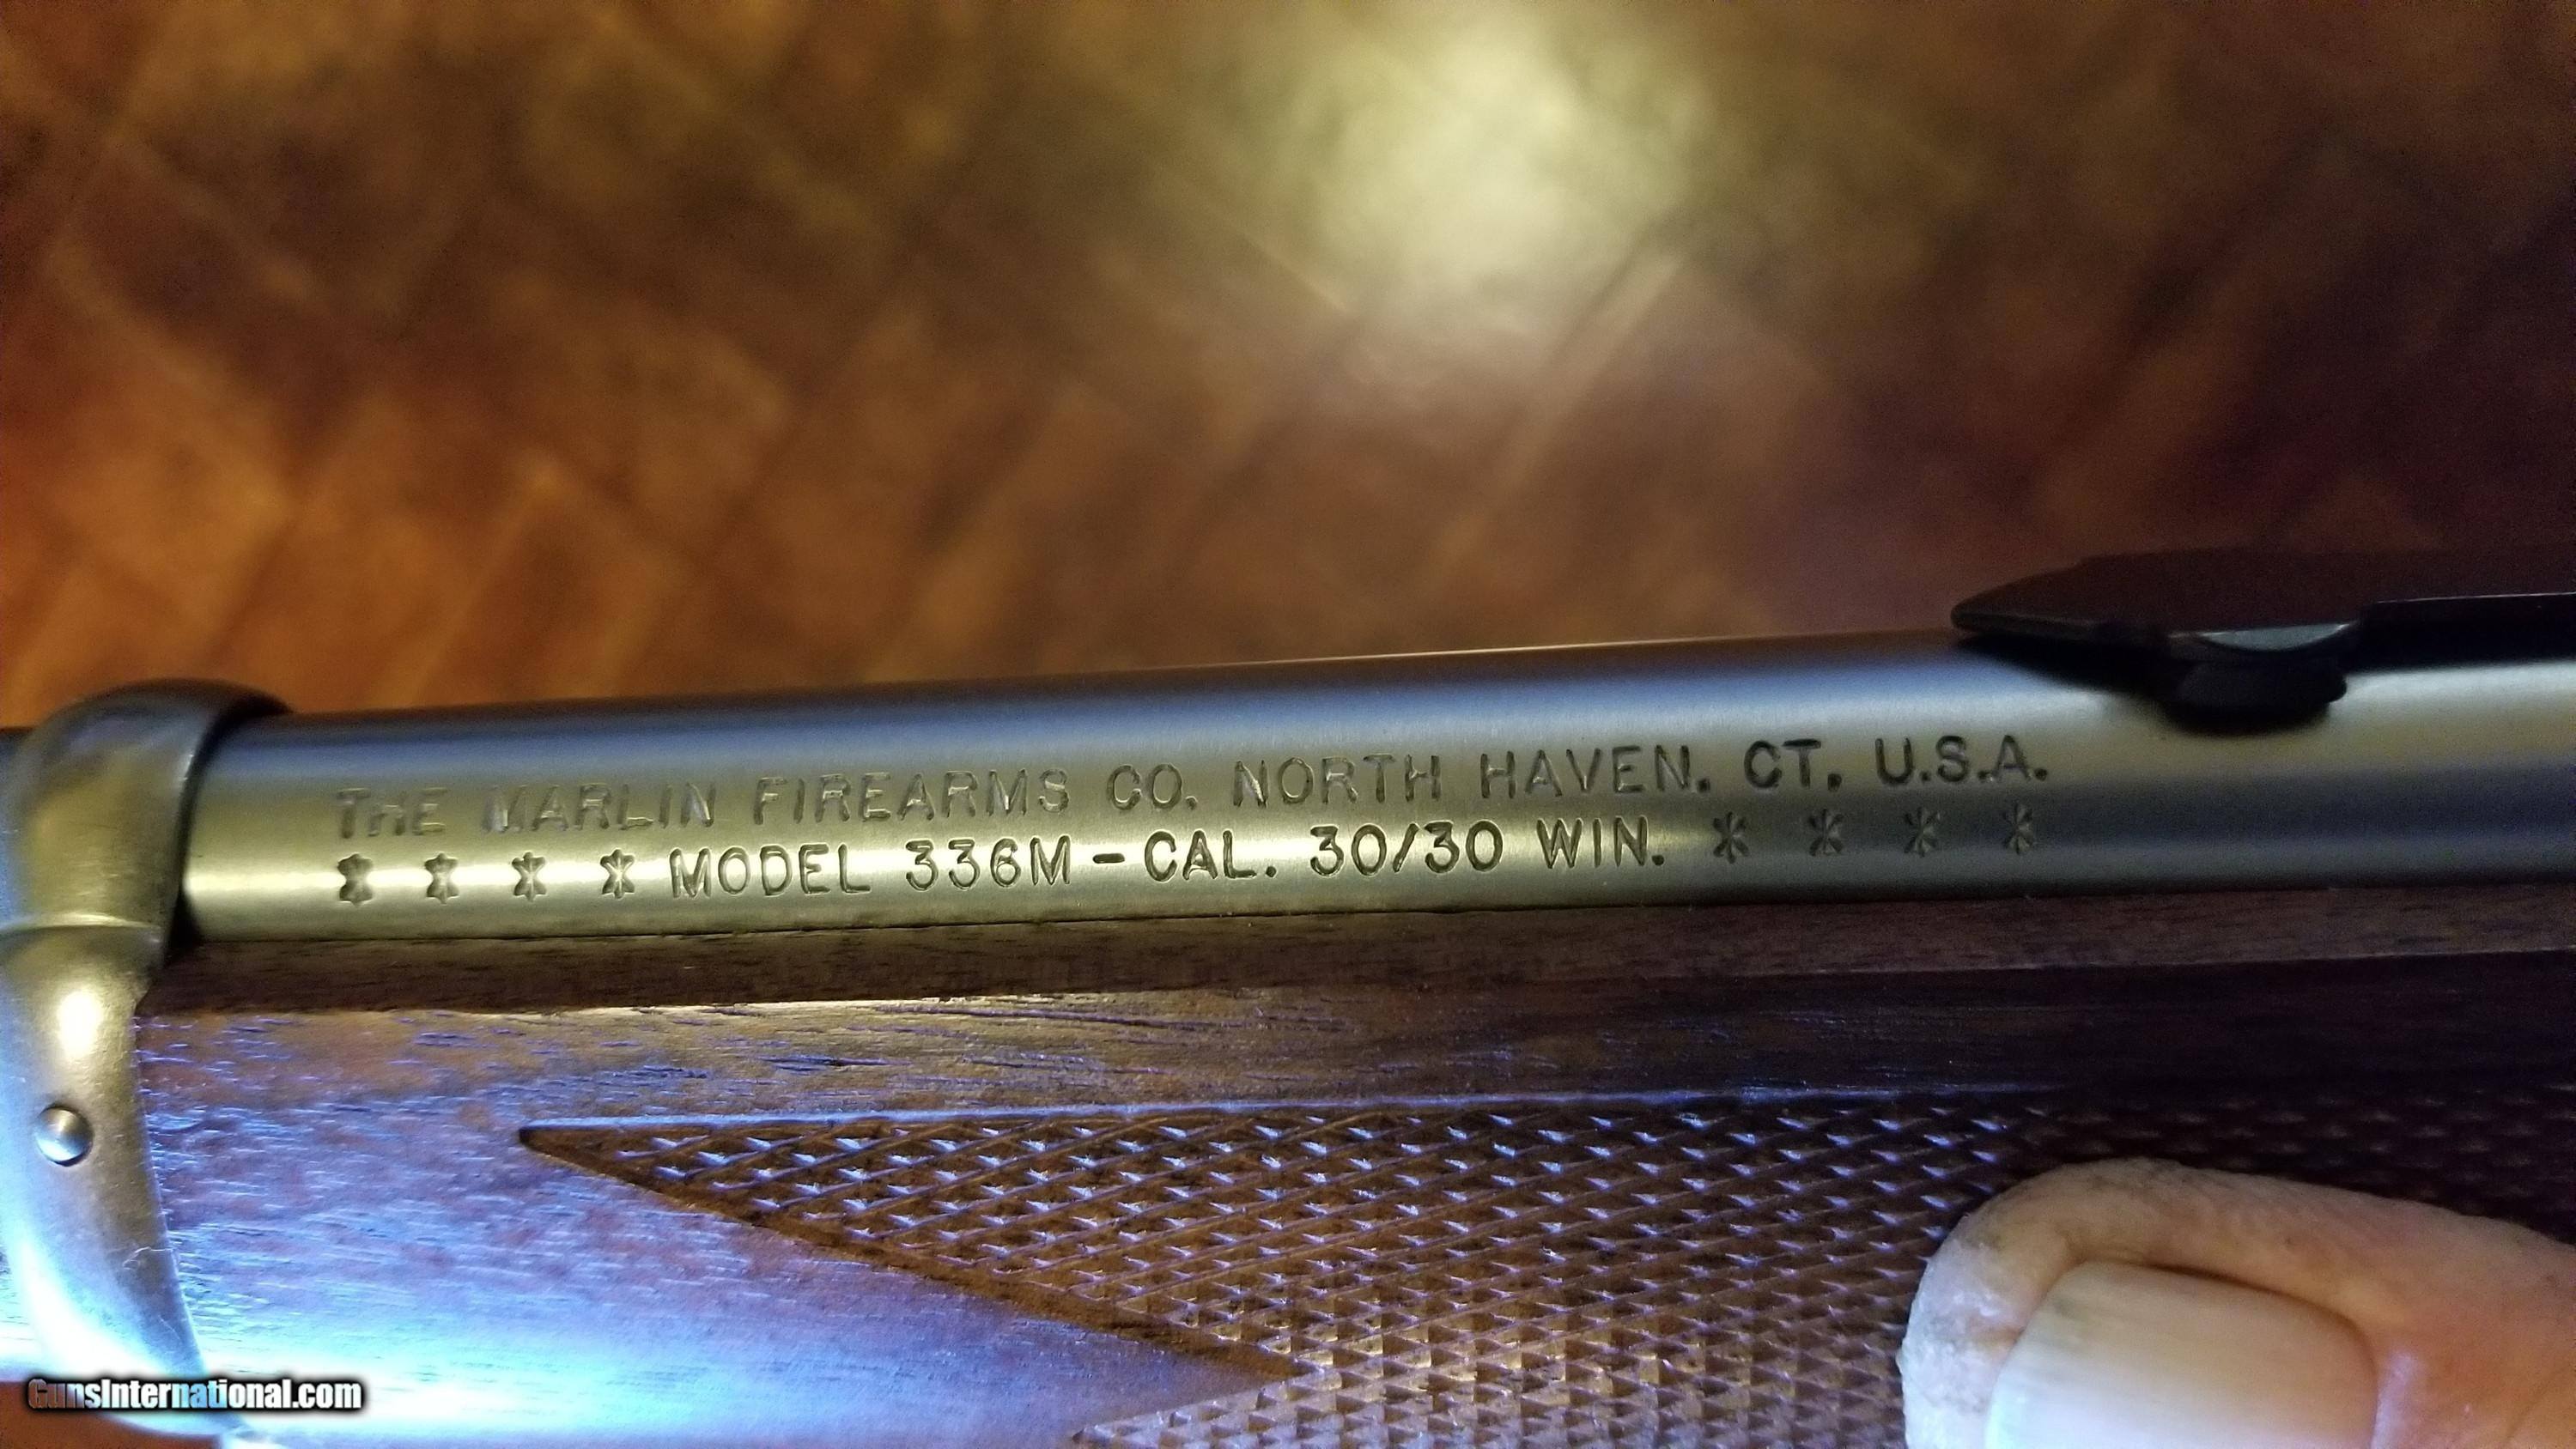 THE MARLIN FIREARMS CO. NORTH HAVEN. CT. U.S.A.
* * * * MODEL 336M-CAL. 30/30 WIN. * * * *
GunsInternational.com